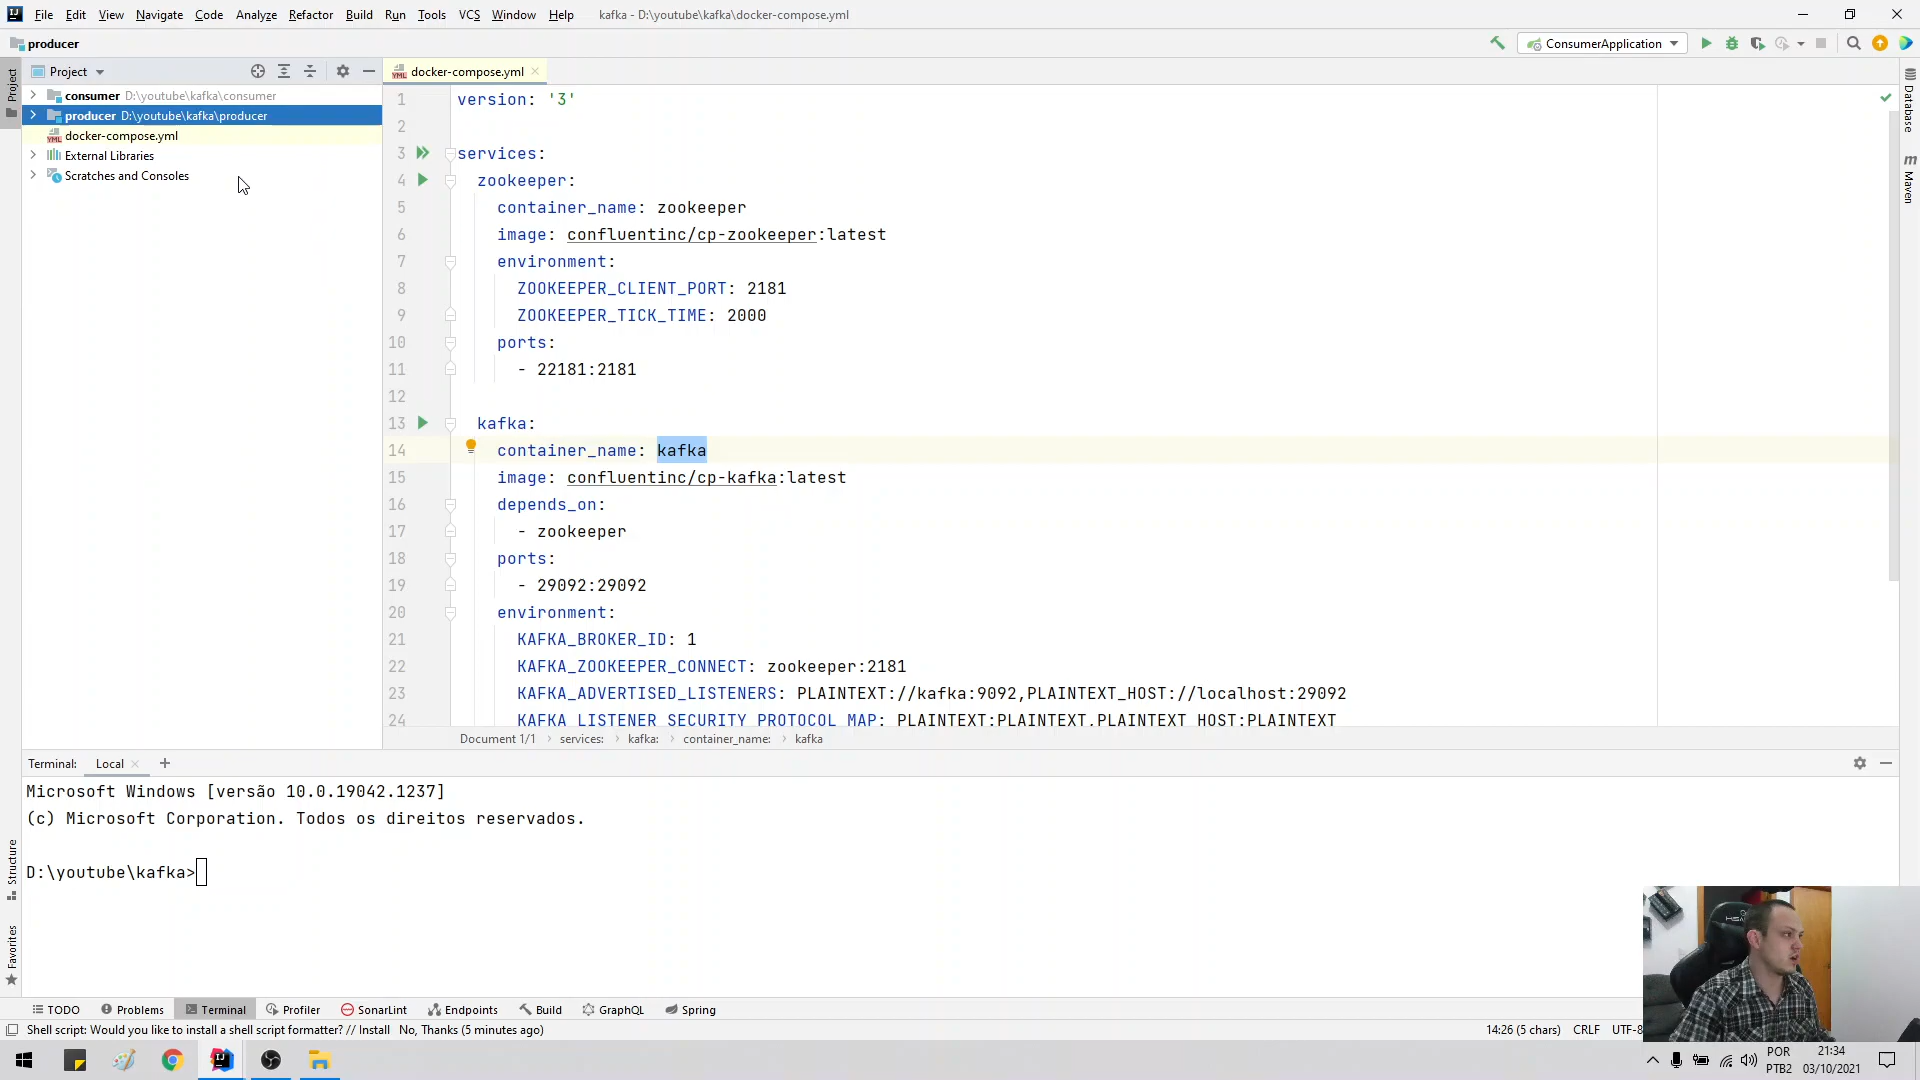 File Edit View Navigate Code Analyze Refactor Build Run Tools VCS Window Help kafka - D:\youtube\kafka\docker-compose.yml
producer
ConsumerApplication
Project
docker-compose.yml
consumer D:\youtube\kafka\consumer
producer D:\youtube\kafka\producer
docker-compose.yml
External Libraries
Scratches and Consoles
1 version: '3'
2
3 services:
4 zookeeper:
5 container_name: zookeeper
6 image: confluentinc/cp-zookeeper:latest
7 environment:
8 ZOOKEEPER_CLIENT_PORT: 2181
9 ZOOKEEPER_TICK_TIME: 2000
10 ports:
11 - 22181:2181
12
13 kafka:
14 container_name: kafka
15 image: confluentinc/cp-kafka:latest
16 depends_on:
17 - zookeeper
18 ports:
19 - 29092:29092
20 environment:
21 KAFKA_BROKER_ID: 1
22 KAFKA_ZOOKEEPER_CONNECT: zookeeper:2181
23 KAFKA_ADVERTISED_LISTENERS: PLAINTEXT://kafka:9092,PLAINTEXT_HOST://localhost:29092
24 KAFKA_LISTENER_SECURITY_PROTOCOL_MAP: PLAINTEXT:PLAINTEXT,PLAINTEXT_HOST:PLAINTEXT
Document 1/1 › services: › kafka: › container_name: › kafka
Project
Structure
Favorites
Database
Maven
Terminal: Local
Microsoft Windows [versão 10.0.19042.1237]
(c) Microsoft Corporation. Todos os direitos reservados.
D:\youtube\kafka>
TODO Problems Terminal Profiler SonarLint Endpoints Build GraphQL Spring
Shell script: Would you like to install a shell script formatter? // Install No, Thanks (5 minutes ago)
14:26 (5 chars) CRLF UTF-8
POR
PTB2
21:34
03/10/2021